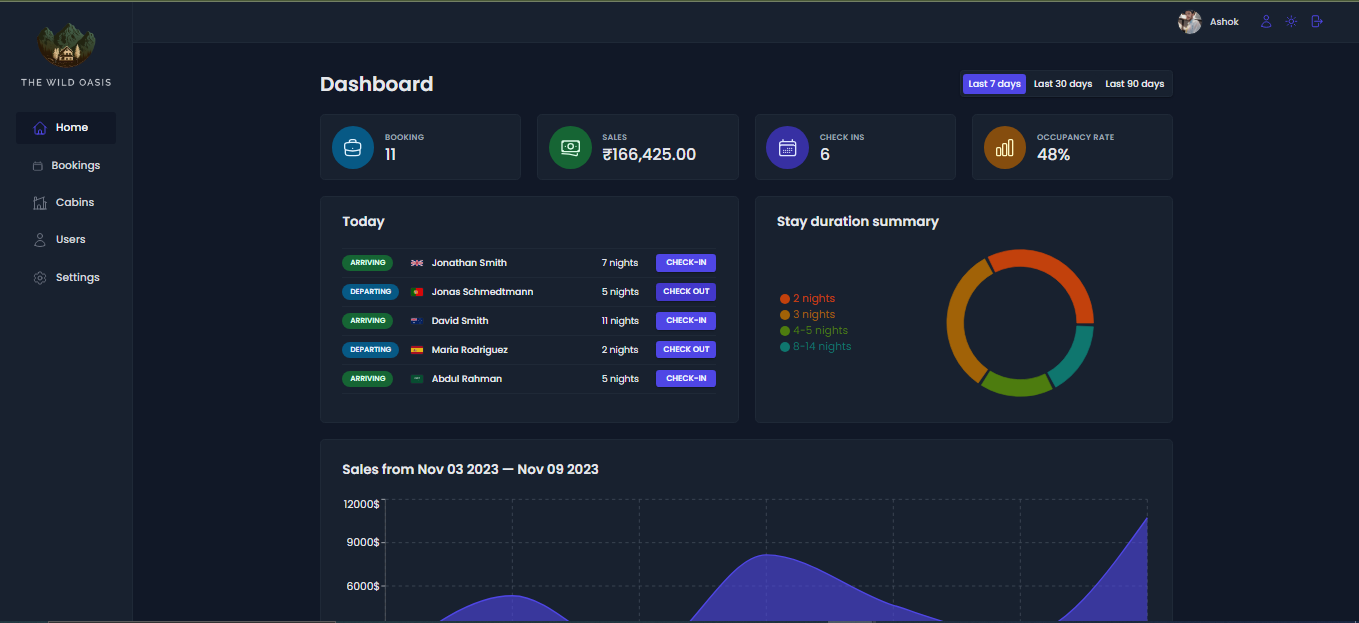 Ashok
THE WILD OASIS
Home
Bookings
Cabins
Users
Settings
Dashboard
Last 7 days Last 30 days Last 90 days
BOOKING
11
SALES
₹166,425.00
CHECK INS
6
OCCUPANCY RATE
48%
Today
ARRIVING Jonathan Smith 7 nights CHECK-IN
DEPARTING Jonas Schmedtmann 5 nights CHECK OUT
ARRIVING David Smith 11 nights CHECK-IN
DEPARTING Maria Rodriguez 2 nights CHECK OUT
ARRIVING Abdul Rahman 5 nights CHECK-IN
Stay duration summary
2 nights
3 nights
4-5 nights
8-14 nights
Sales from Nov 03 2023 — Nov 09 2023
12000$
9000$
6000$